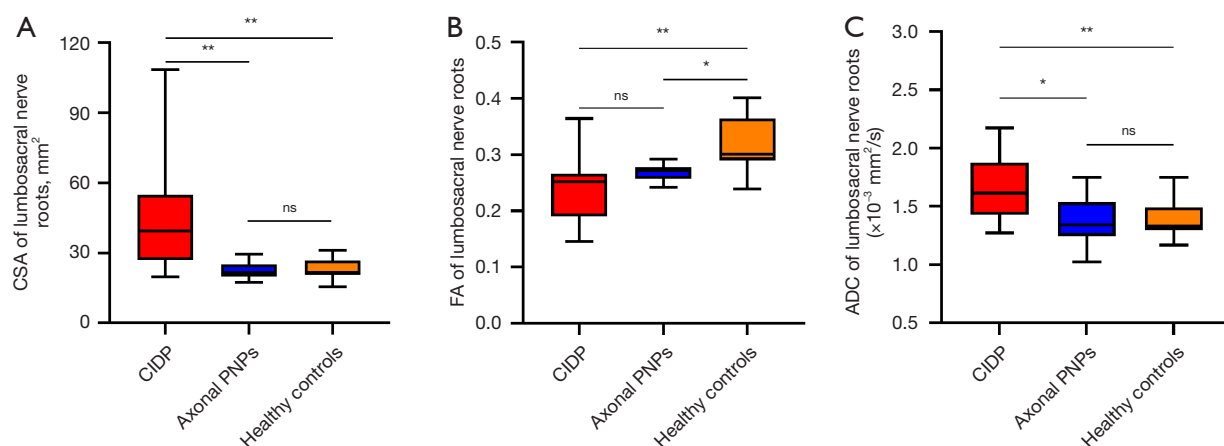 A
CSA of lumbosacral nerve
roots, mm²
120
90
60
30
0
**
**
ns
CIDP
Axonal PNPs
Healthy controls
B
FA of lumbosacral nerve roots
0.5
0.4
0.3
0.2
0.1
0.0
**
*
ns
CIDP
Axonal PNPs
Healthy controls
C
ADC of lumbosacral nerve roots
(×10⁻³ mm²/s)
3.0
2.5
2.0
1.5
1.0
0.5
**
*
ns
CIDP
Axonal PNPs
Healthy controls